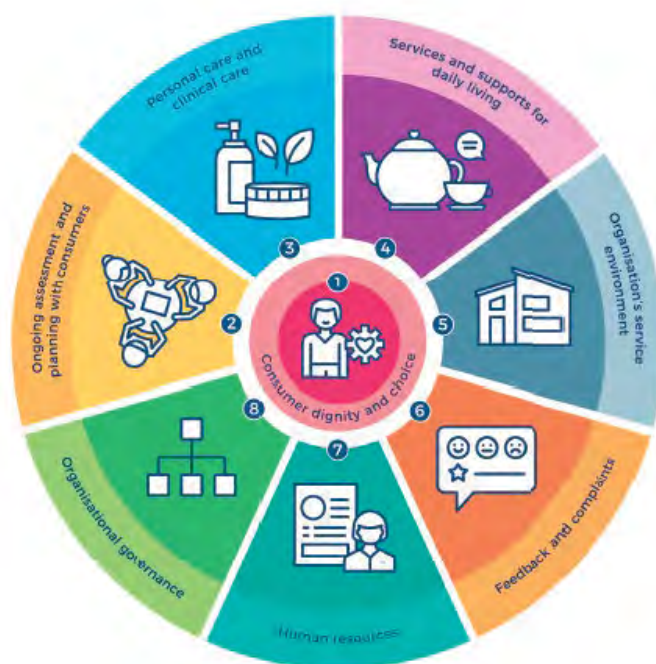 1
Consumer dignity and choice
2
Ongoing assessment and
planning with consumers
3
Personal care and
clinical care
4
Services and supports for
daily living
5
Organisation's service
environment
6
Feedback and complaints
7
Human resources
8
Organisational governance